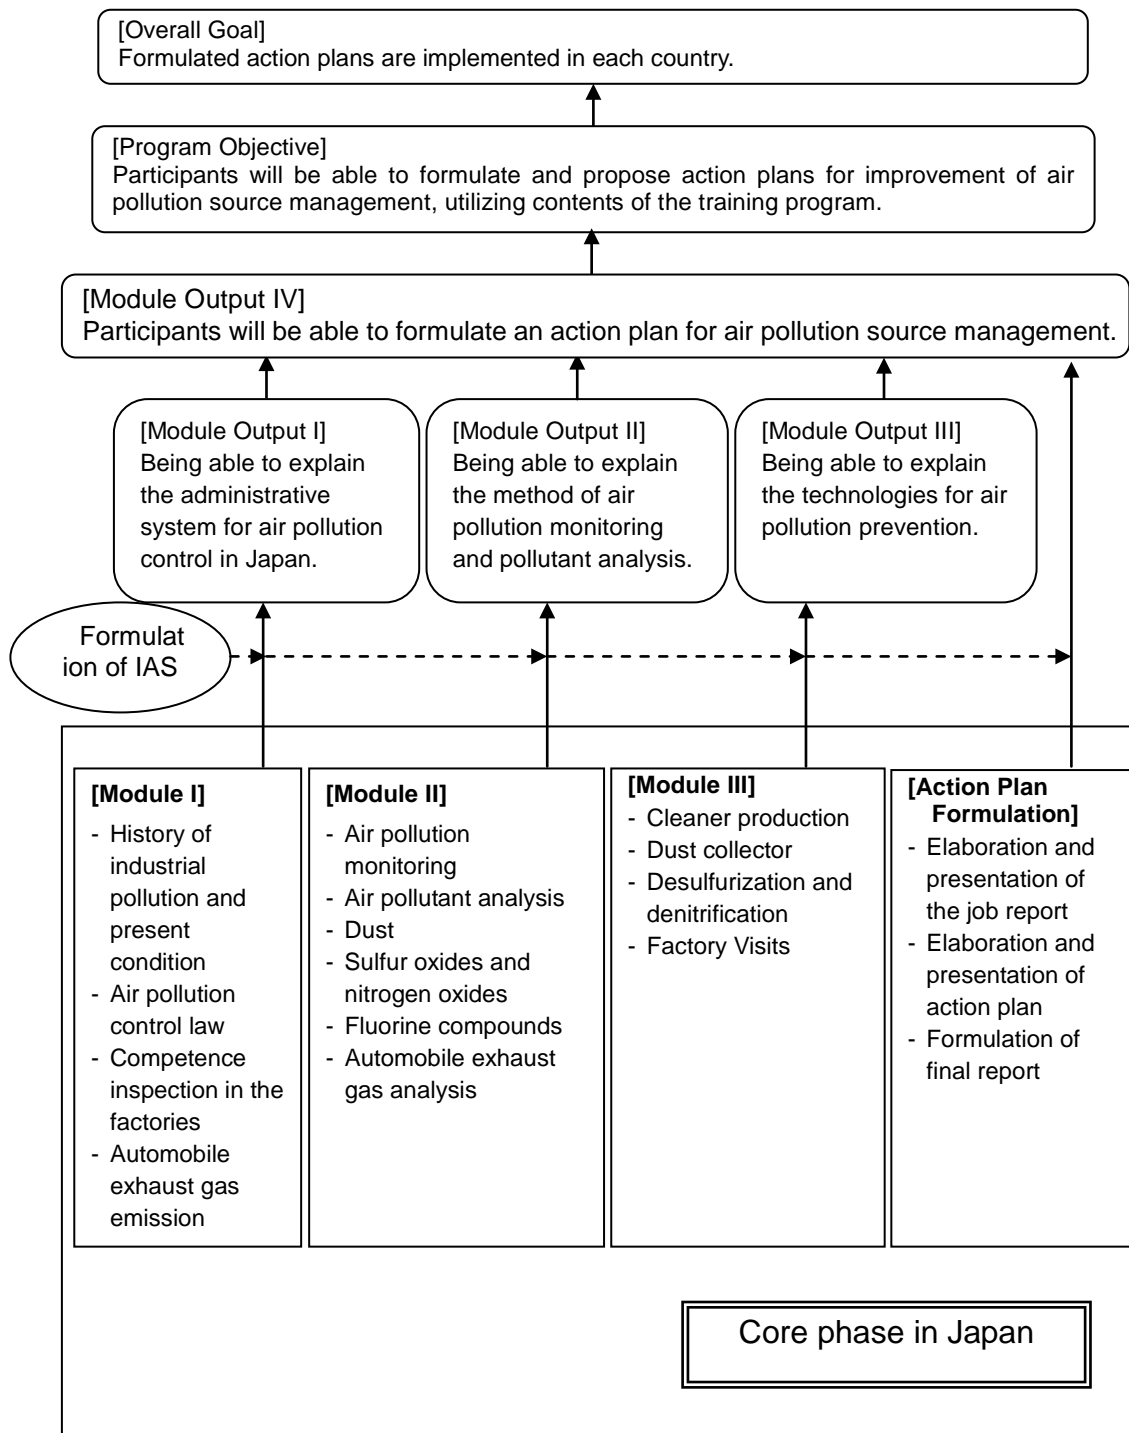 [Overall Goal]
Formulated action plans are implemented in each country.
[Program Objective]
Participants will be able to formulate and propose action plans for improvement of air
pollution source management, utilizing contents of the training program.
[Module Output IV]
Participants will be able to formulate an action plan for air pollution source management.
[Module Output I]
Being able to explain
the administrative
system for air pollution
control in Japan.
[Module Output II]
Being able to explain
the method of air
pollution monitoring
and pollutant analysis.
[Module Output III]
Being able to explain
the technologies for air
pollution prevention.
Formulat
ion of IAS
[Module I]
- History of
industrial
pollution and
present
condition
- Air pollution
control law
- Competence
inspection in the
factories
- Automobile
exhaust gas
emission
[Module II]
- Air pollution
monitoring
- Air pollutant analysis
- Dust
- Sulfur oxides and
nitrogen oxides
- Fluorine compounds
- Automobile exhaust
gas analysis
[Module III]
- Cleaner production
- Dust collector
- Desulfurization and
denitrification
- Factory Visits
[Action Plan
Formulation]
- Elaboration and
presentation of
the job report
- Elaboration and
presentation of
action plan
- Formulation of
final report
Core phase in Japan